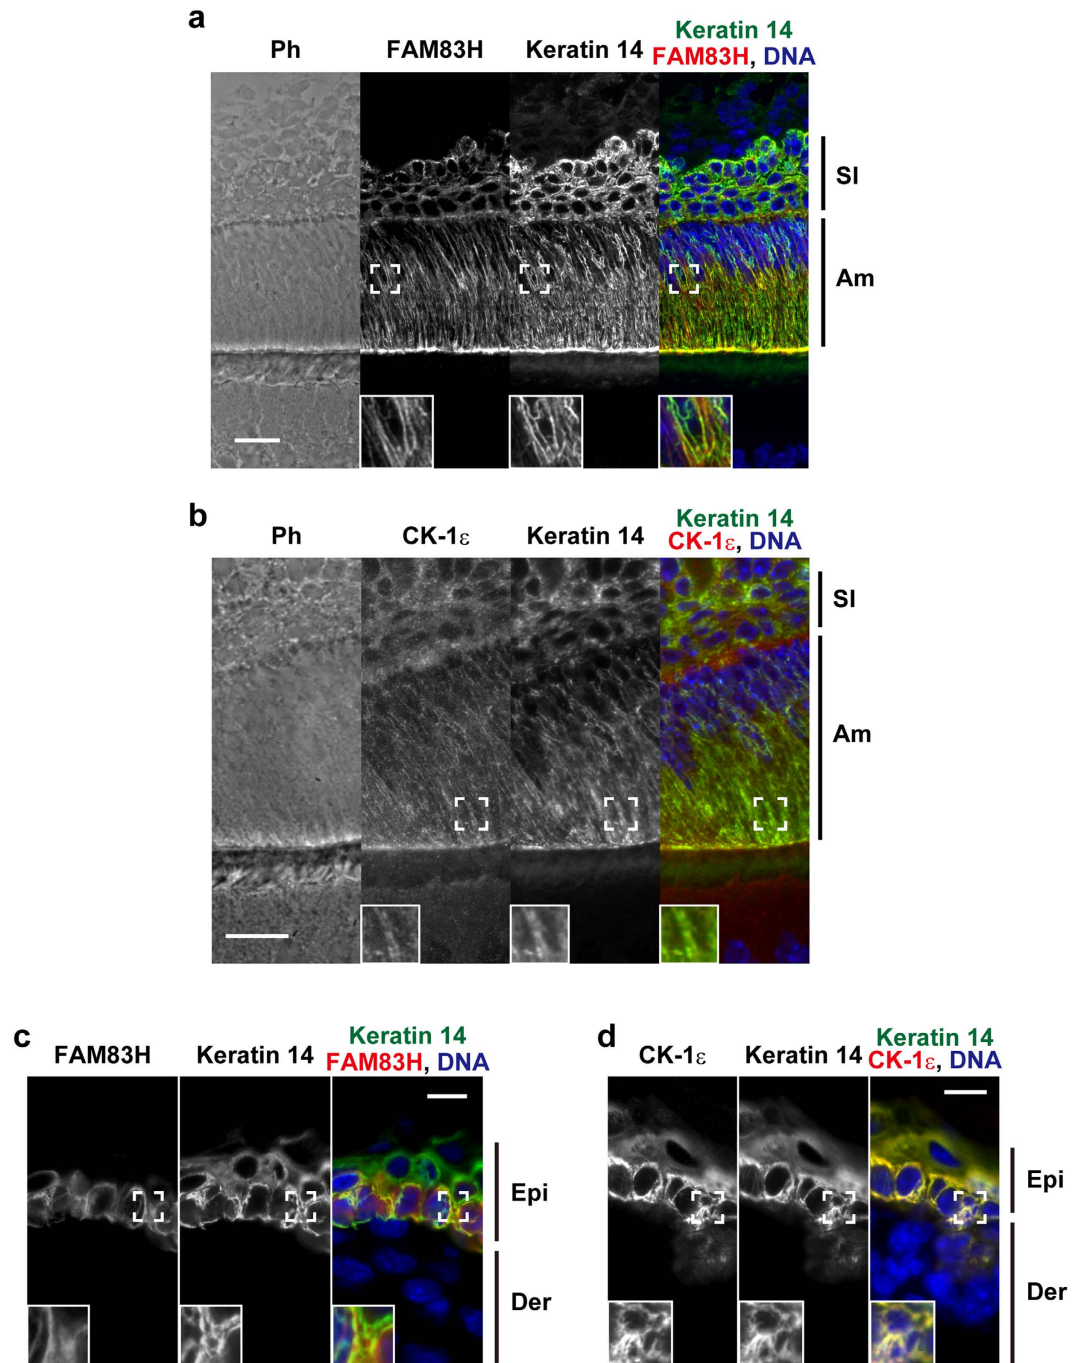 a
Ph
FAM83H
Keratin 14
Keratin 14
FAM83H, DNA
Sl
Am
b
Ph
CK-1ε
Keratin 14
Keratin 14
CK-1ε, DNA
Sl
Am
c
FAM83H
Keratin 14
Keratin 14
FAM83H, DNA
Epi
Der
d
CK-1ε
Keratin 14
Keratin 14
CK-1ε, DNA
Epi
Der